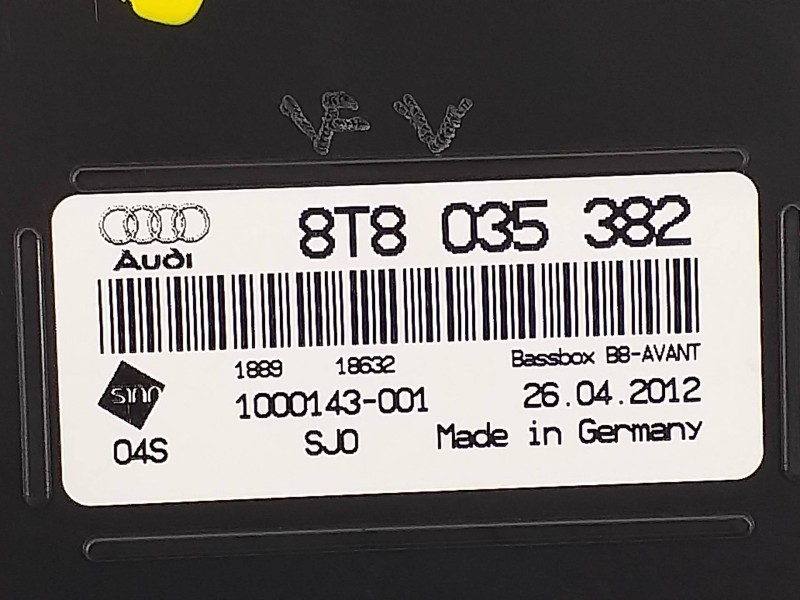 VF V
8T8 035 382
Audi
1889 18632 Bassbox B8-AVANT
1000143-001 26.04.2012
04S SJ0 Made in Germany